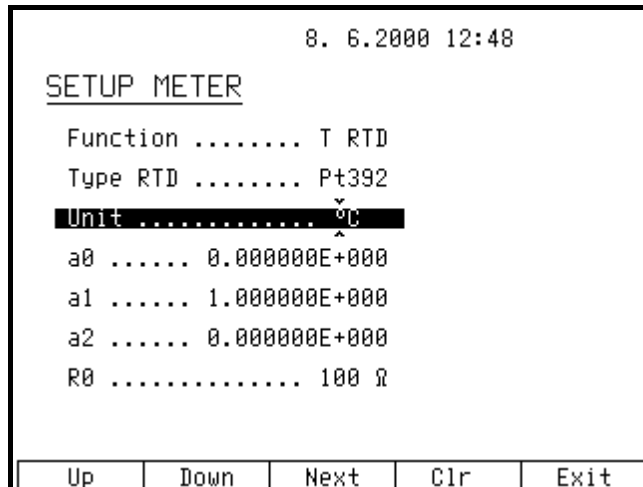 8. 6.2000 12:48
SETUP METER
Function ........ T RTD
Type RTD ........ Pt392
Unit ............. ºC
a0 ...... 0.000000E+000
a1 ...... 1.000000E+000
a2 ...... 0.000000E+000
R0 .............. 100 Ω
Up Down Next Clr Exit